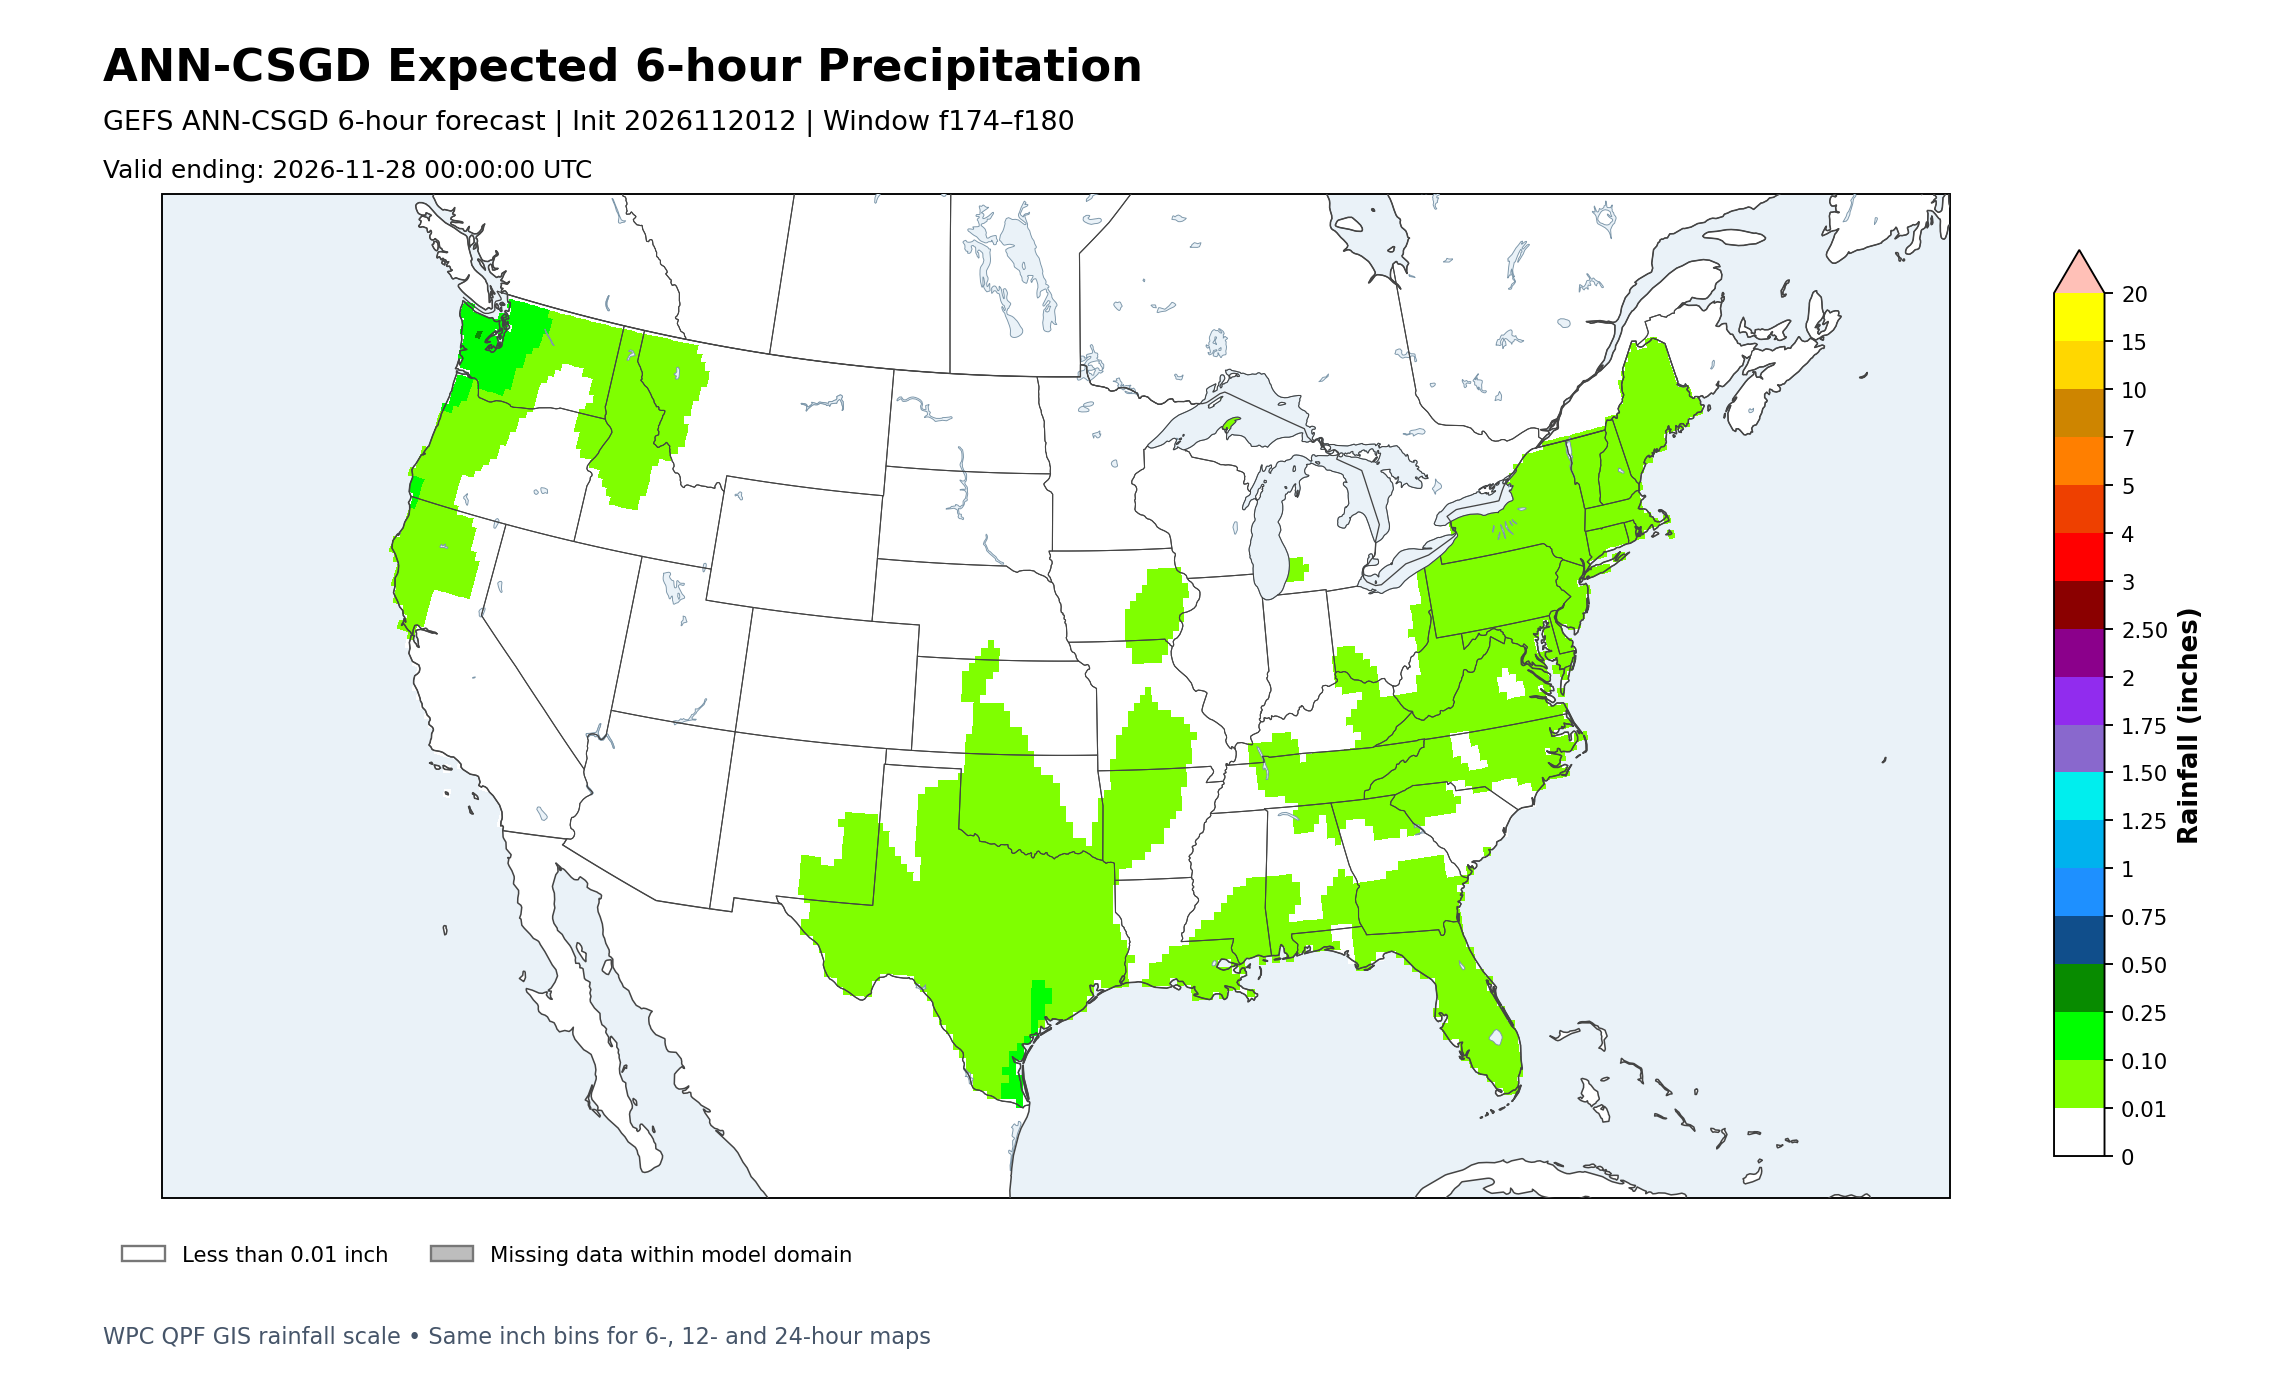 ANN-CSGD Expected 6-hour Precipitation
GEFS ANN-CSGD 6-hour forecast | Init 2026112012 | Window f174–f180
Valid ending: 2026-11-28 00:00:00 UTC
20
15
10
7
5
4
3
2.50
2
1.75
1.50
1.25
1
0.75
0.50
0.25
0.10
0.01
0
Rainfall (inches)
Less than 0.01 inch
Missing data within model domain
WPC QPF GIS rainfall scale • Same inch bins for 6-, 12- and 24-hour maps